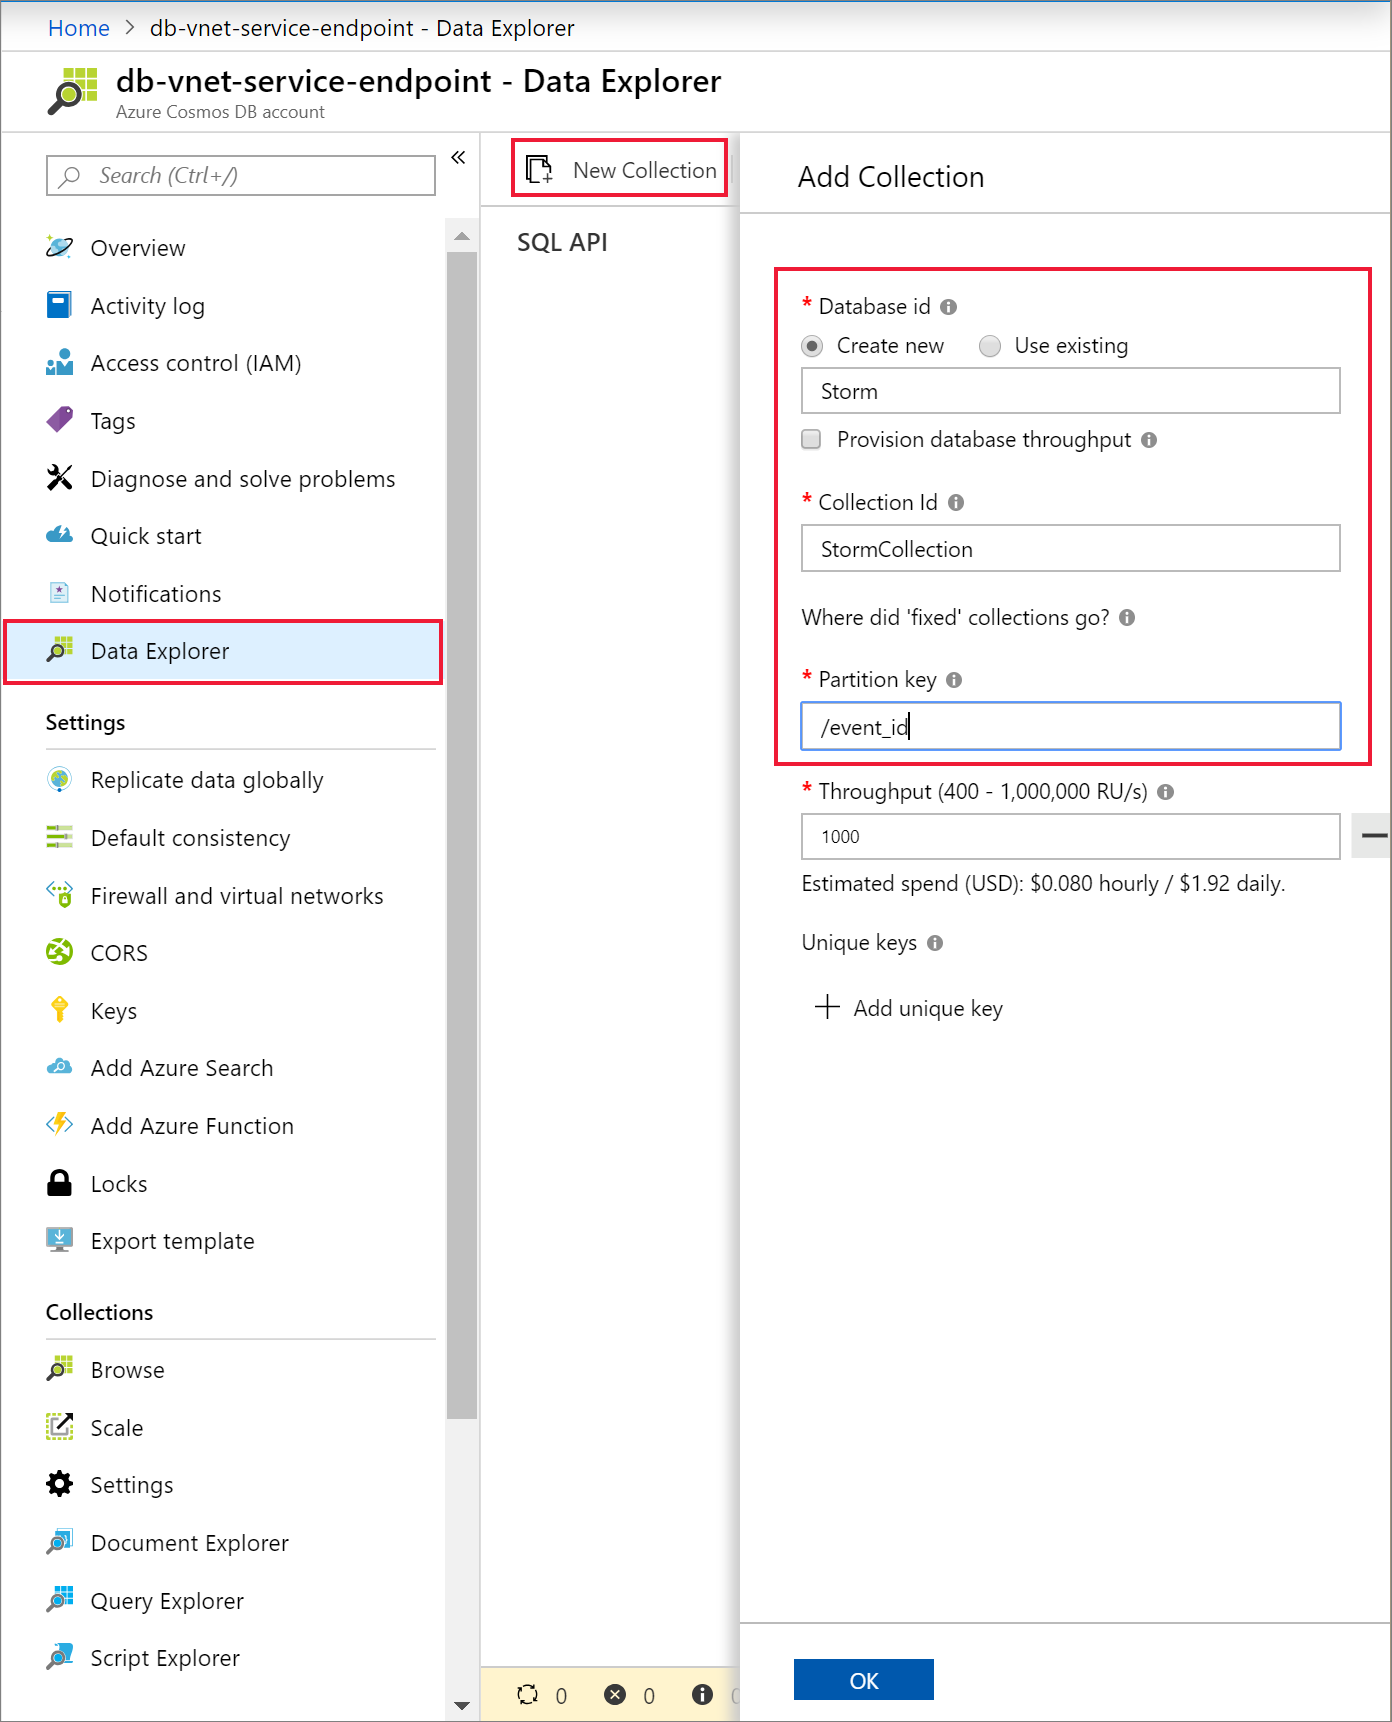 Home > db-vnet-service-endpoint - Data Explorer
db-vnet-service-endpoint - Data Explorer
Azure Cosmos DB account
Search (Ctrl+/)
«
Overview
Activity log
Access control (IAM)
Tags
Diagnose and solve problems
Quick start
Notifications
Data Explorer
Settings
Replicate data globally
Default consistency
Firewall and virtual networks
CORS
Keys
Add Azure Search
Add Azure Function
Locks
Export template
Collections
Browse
Scale
Settings
Document Explorer
Query Explorer
Script Explorer
New Collection
SQL API
0 0 0
Add Collection
* Database id
Create new Use existing
Storm
Provision database throughput
* Collection Id
StormCollection
Where did 'fixed' collections go?
* Partition key
/event_id
* Throughput (400 - 1,000,000 RU/s)
1000
Estimated spend (USD): $0.080 hourly / $1.92 daily.
Unique keys
Add unique key
OK